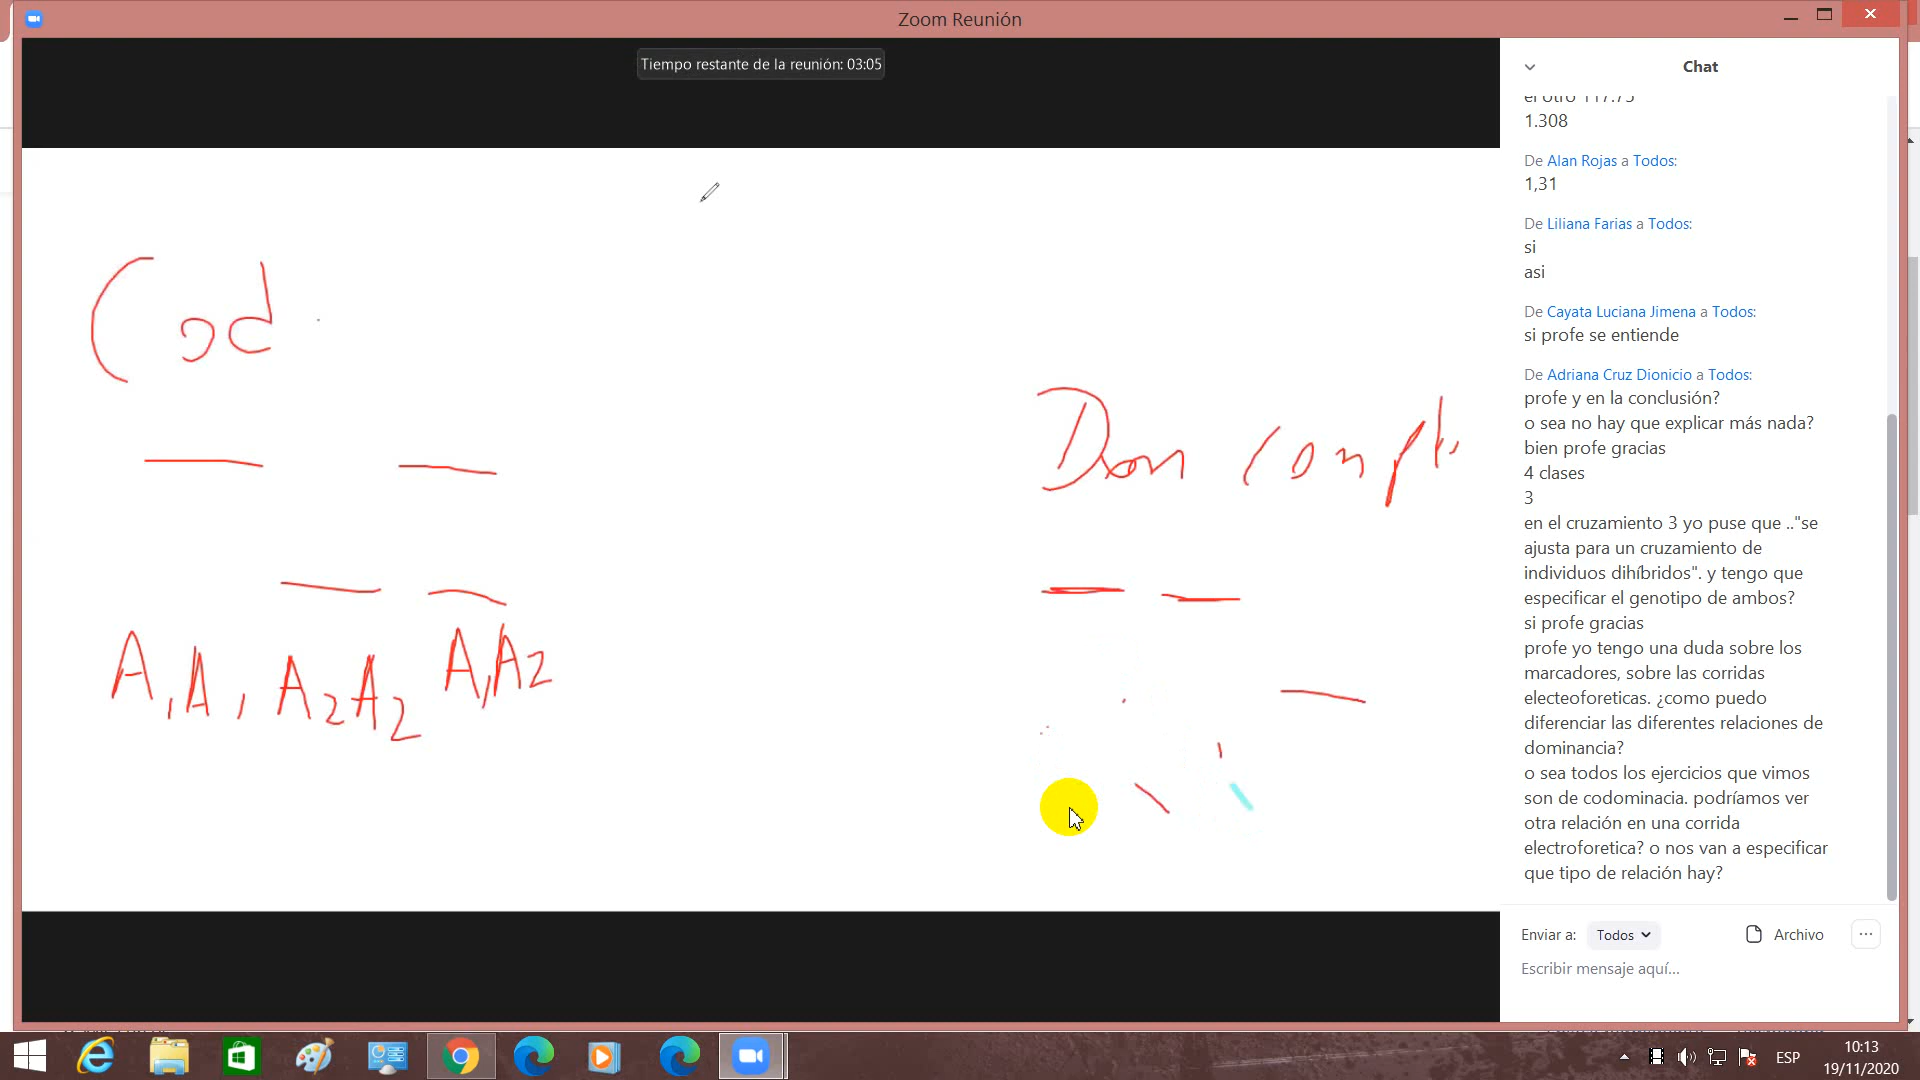 Zoom Reunión
Tiempo restante de la reunión: 03:05
Cod
Dom compl.
A1A1 A2A2 A1A2
Chat
1.308
De Alan Rojas a Todos:
1,31
De Liliana Farias a Todos:
si
asi
De Cayata Luciana Jimena a Todos:
si profe se entiende
De Adriana Cruz Dionicio a Todos:
profe y en la conclusión?
o sea no hay que explicar más nada?
bien profe gracias
4 clases
3
en el cruzamiento 3 yo puse que .."se
ajusta para un cruzamiento de
individuos dihíbridos". y tengo que
especificar el genotipo de ambos?
si profe gracias
profe yo tengo una duda sobre los
marcadores, sobre las corridas
electeoforeticas. ¿como puedo
diferenciar las diferentes relaciones de
dominancia?
o sea todos los ejercicios que vimos
son de codominacia. podríamos ver
otra relación en una corrida
electroforetica? o nos van a especificar
que tipo de relación hay?
Enviar a: Todos Archivo
Escribir mensaje aquí...
ESP
10:13
19/11/2020